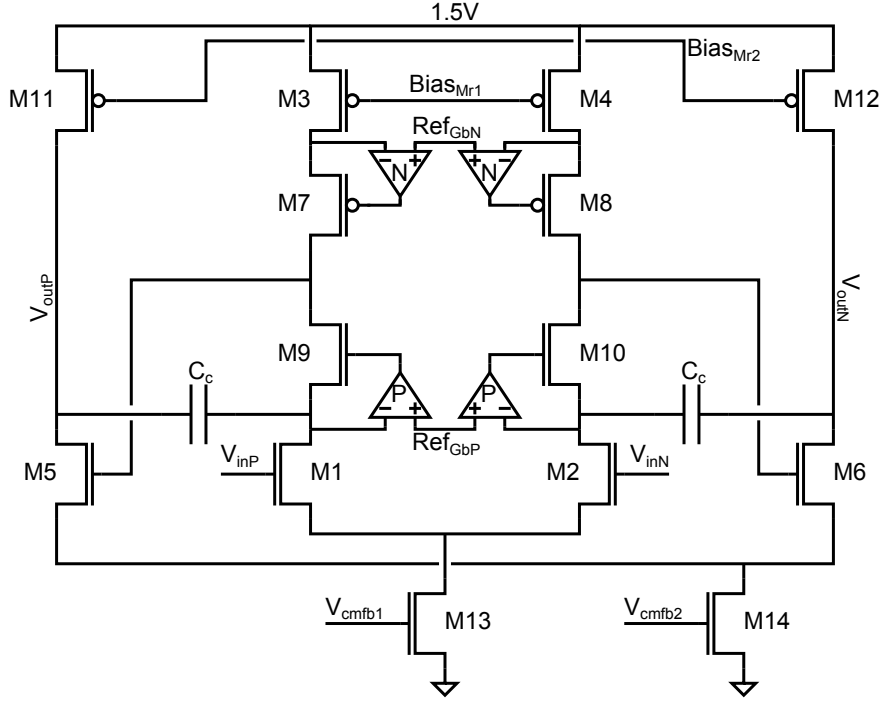 1.5V
M11
M3
Bias_Mr1
M4
Bias_Mr2
M12
Ref_GbN
- + + -
N N
M7
M8
V_outP
V_outN
M9
M10
C_c
C_c
P P
- + + -
Ref_GbP
V_inP
V_inN
M5
M1
M2
M6
V_cmfb1
M13
V_cmfb2
M14